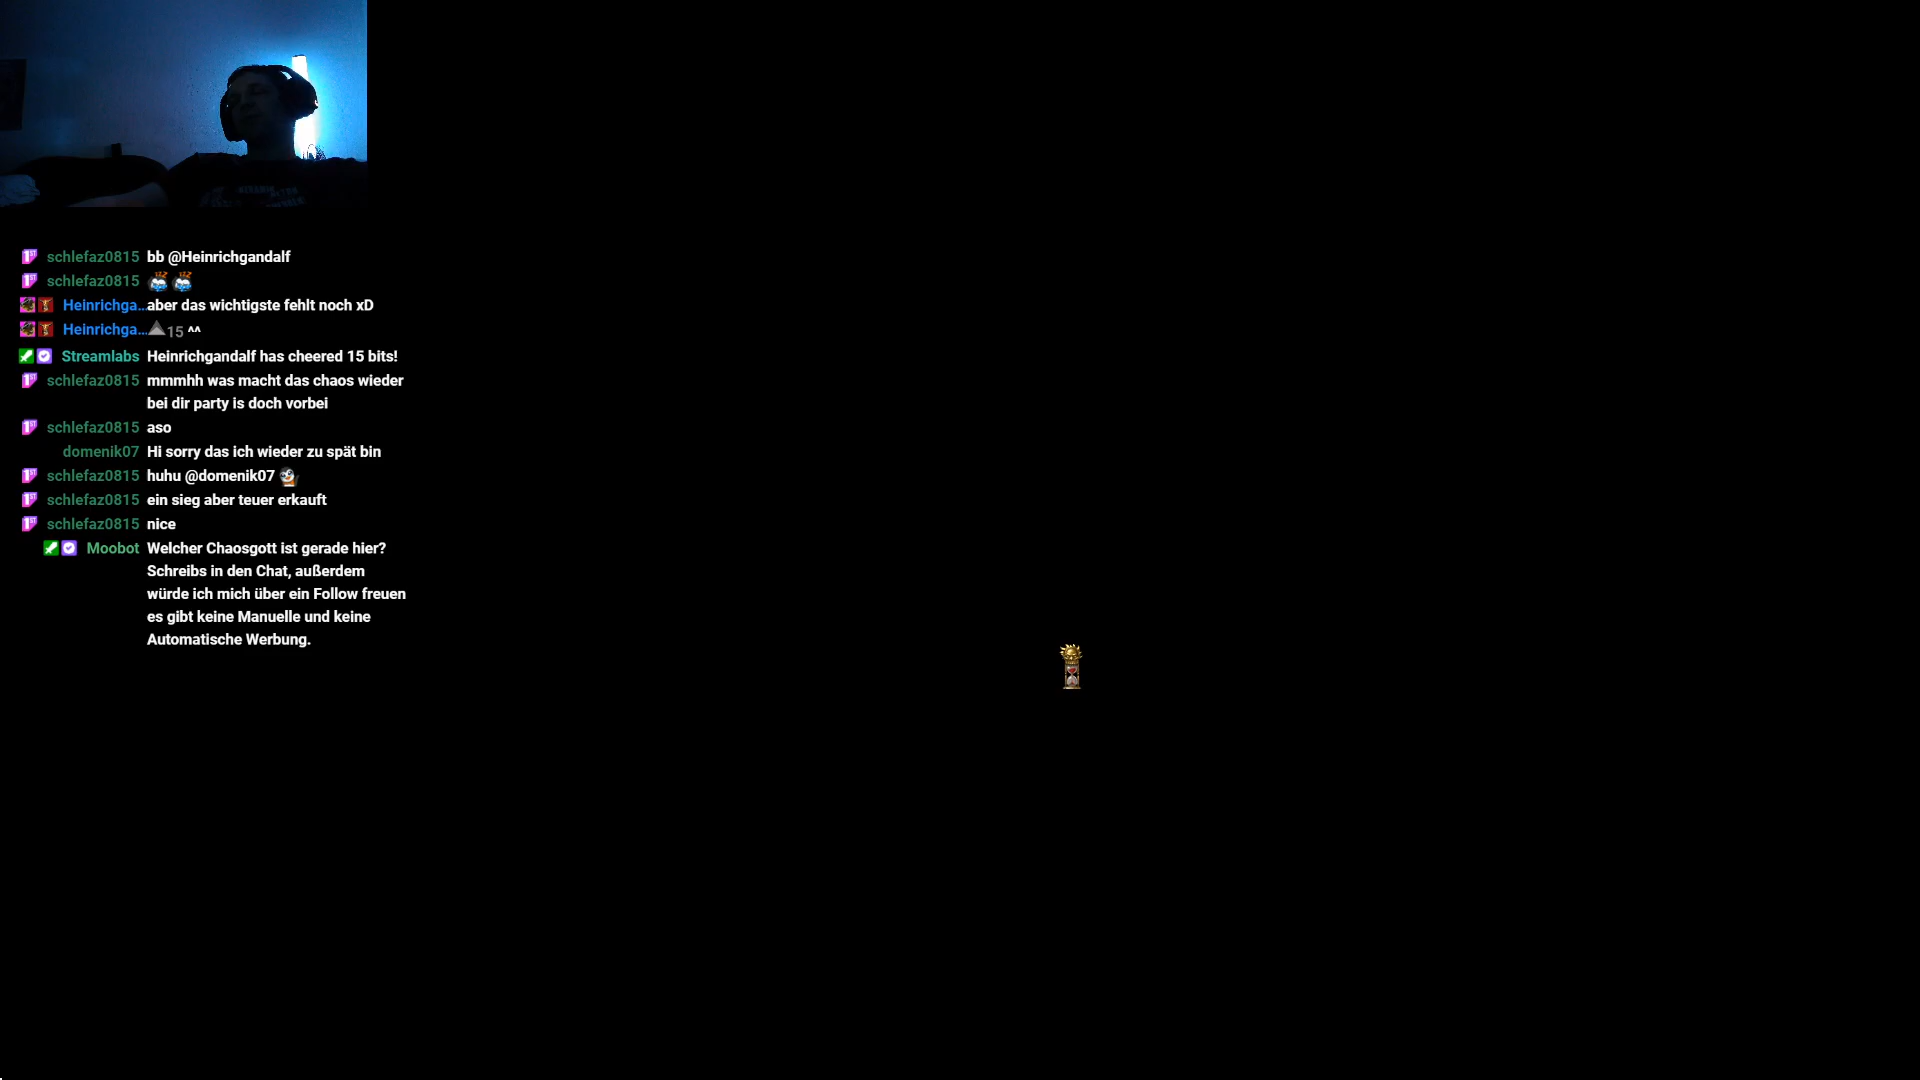 schlefaz0815 bb @Heinrichgandalf
schlefaz0815
Heinrichga... aber das wichtigste fehlt noch xD
Heinrichga... 15 ^^
Streamlabs Heinrichgandalf has cheered 15 bits!
schlefaz0815 mmmhh was macht das chaos wieder
bei dir party is doch vorbei
schlefaz0815 aso
domenik07 Hi sorry das ich wieder zu spät bin
schlefaz0815 huhu @domenik07
schlefaz0815 ein sieg aber teuer erkauft
schlefaz0815 nice
Moobot Welcher Chaosgott ist gerade hier?
Schreibs in den Chat, außerdem
würde ich mich über ein Follow freuen
es gibt keine Manuelle und keine
Automatische Werbung.